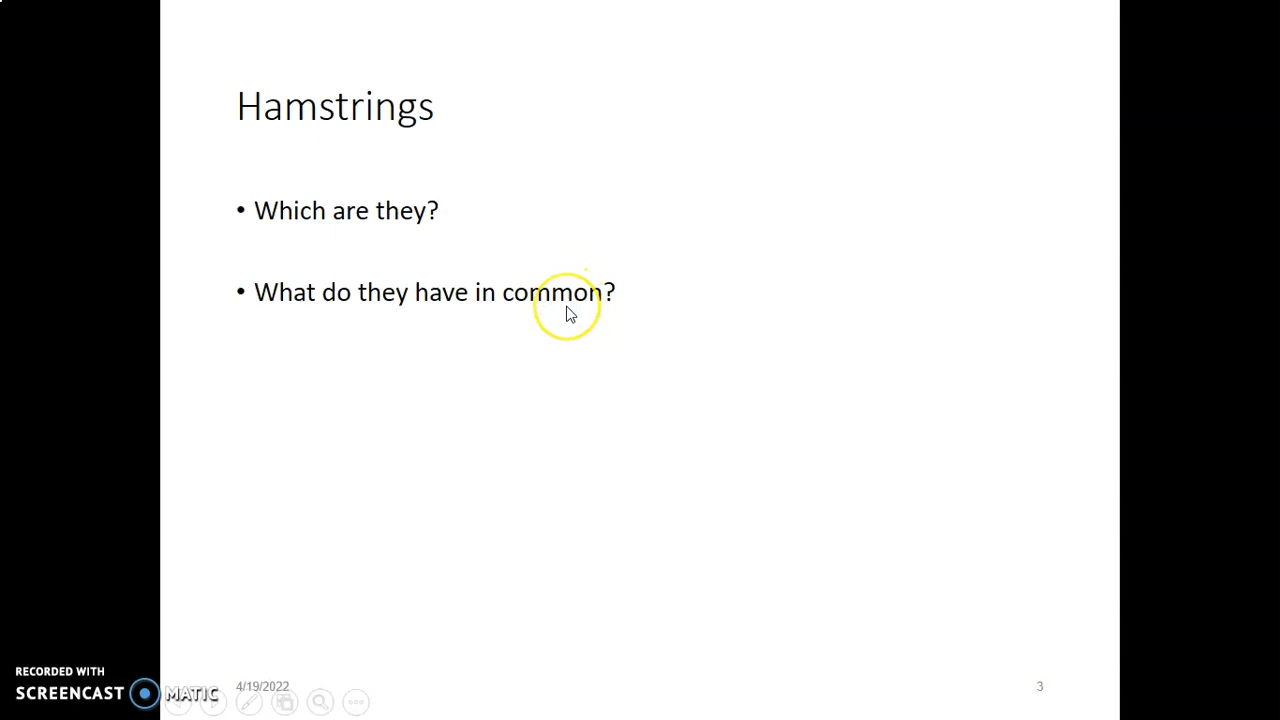 Hamstrings
• Which are they?
• What do they have in common?
RECORDED WITH
SCREENCAST MATIC
4/19/2022
3